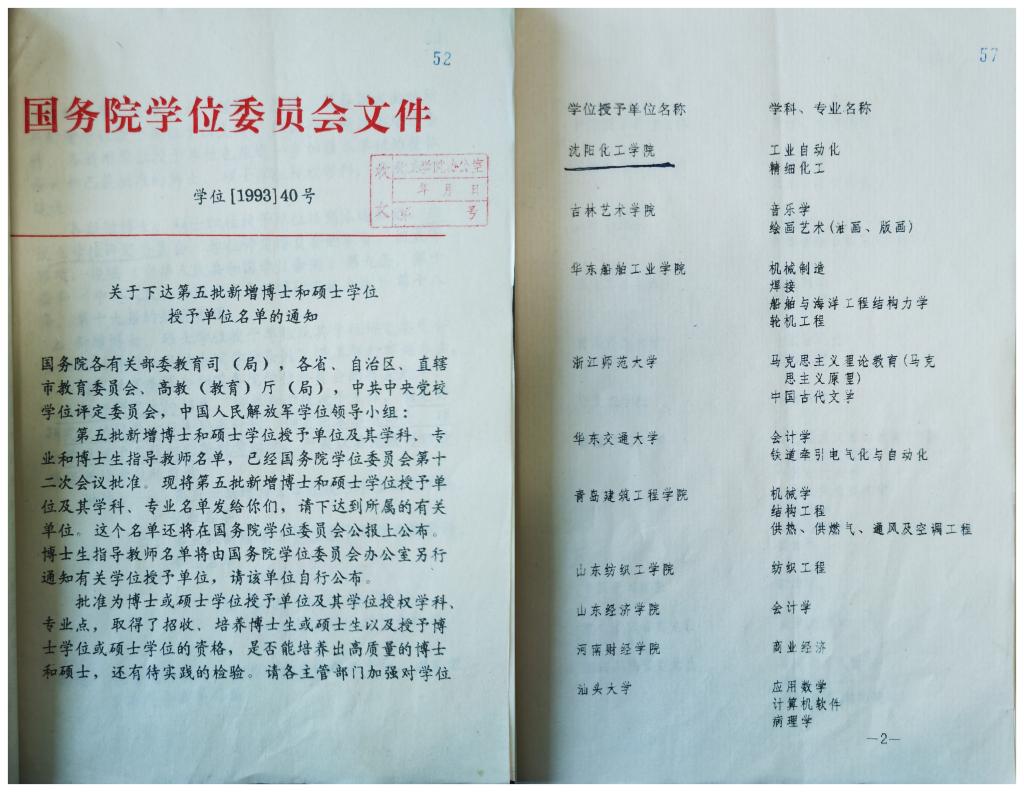 52
国务院学位委员会文件
学院办公室
收
年 月 日
文
号
学位[1993]40号
关于下达第五批新增博士和硕士学位
授予单位名单的通知
国务院各有关部委教育司（局），各省、自治区、直辖
市教育委员会、高教（教育）厅（局），中共中央党校
学位评定委员会，中国人民解放军学位领导小组：
第五批新增博士和硕士学位授予单位及其学科、专
业和博士生指导教师名单，已经国务院学位委员会第十
二次会议批准。现将第五批新增博士和硕士学位授予单
位及其学科、专业名单发给你们，请下达到所属的有关
单位。这个名单还将在国务院学位委员会公报上公布。
博士生指导教师名单将由国务院学位委员会办公室另行
通知有关学位授予单位，请该单位自行公布。
批准为博士或硕士学位授予单位及其学位授权学科、
专业点，取得了招收、培养博士生或硕士生以及授予博
士学位或硕士学位的资格，是否能培养出高质量的博士
和硕士，还有待实践的检验。请各主管部门加强对学位
57
学位授予单位名称 学科、专业名称
沈阳化工学院 工业自动化
精细化工
吉林艺术学院 音乐学
绘画艺术(油画、版画)
华东船舶工业学院 机械制造
焊接
船舶与海洋工程结构力学
轮机工程
浙江师范大学 马克思主义理论教育(马克
思主义原理)
中国古代文学
华东交通大学 会计学
铁道牵引电气化与自动化
青岛建筑工程学院 机械学
结构工程
供热、供燃气、通风及空调工程
山东纺织工学院 纺织工程
山东经济学院 会计学
河南财经学院 商业经济
汕头大学 应用数学
计算机软件
病理学
—2—